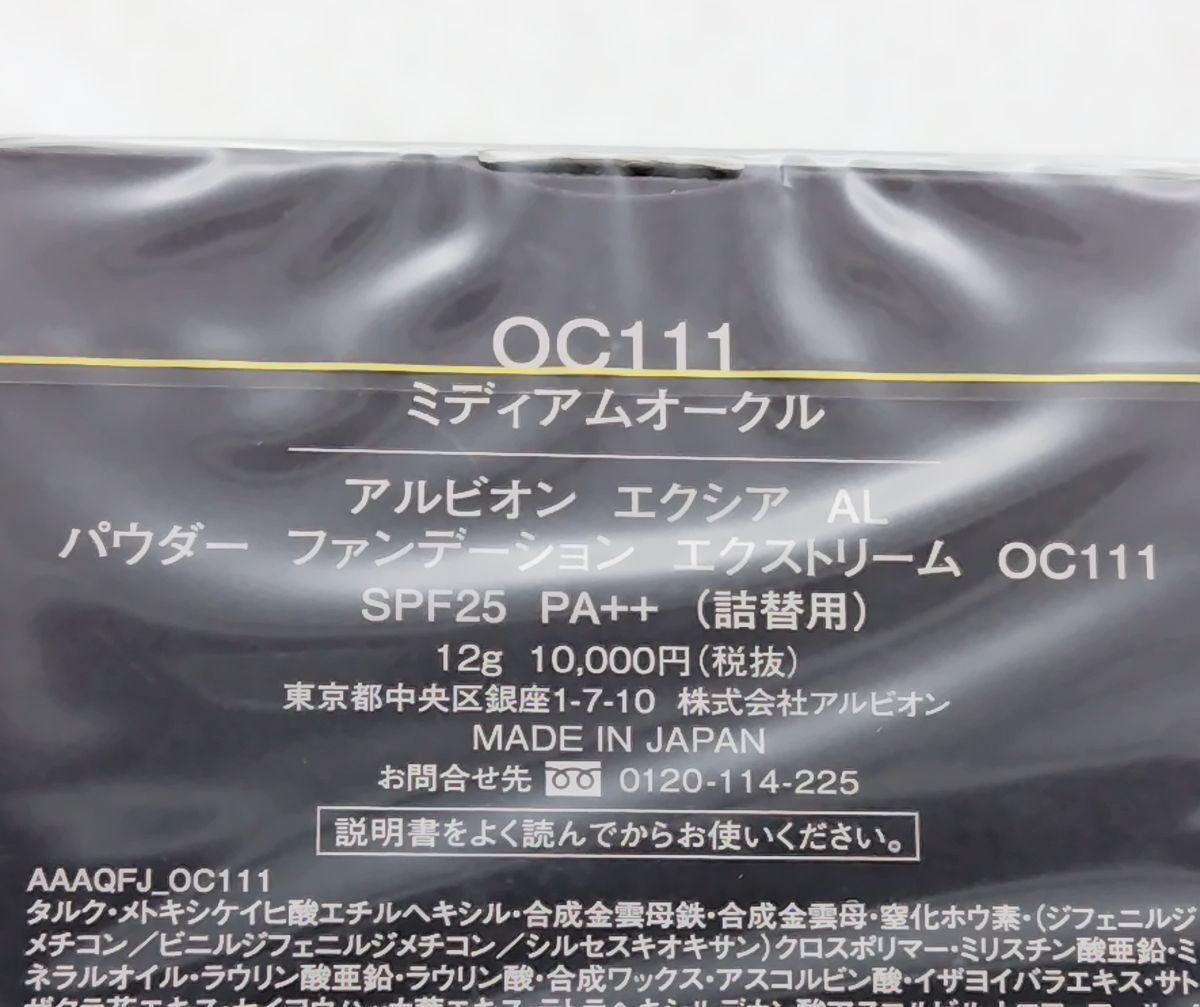 OC111
ミディアムオークル
アルビオン エクシア AL
パウダー ファンデーション エクストリーム OC111
SPF25 PA++ (詰替用)
12g 10,000円(税抜)
東京都中央区銀座1-7-10 株式会社アルビオン
MADE IN JAPAN
お問合せ先 0120-114-225
説明書をよく読んでからお使いください。
AAAQFJ_OC111
タルク・メトキシケイヒ酸エチルヘキシル・合成金雲母鉄・合成金雲母・窒化ホウ素・(ジフェニルジ
メチコン/ビニルジフェニルジメチコン/シルセスキオキサン)クロスポリマー・ミリスチン酸亜鉛・ミ
ネラルオイル・ラウリン酸亜鉛・ラウリン酸・合成ワックス・アスコルビン酸・イザヨイバラエキス・サト